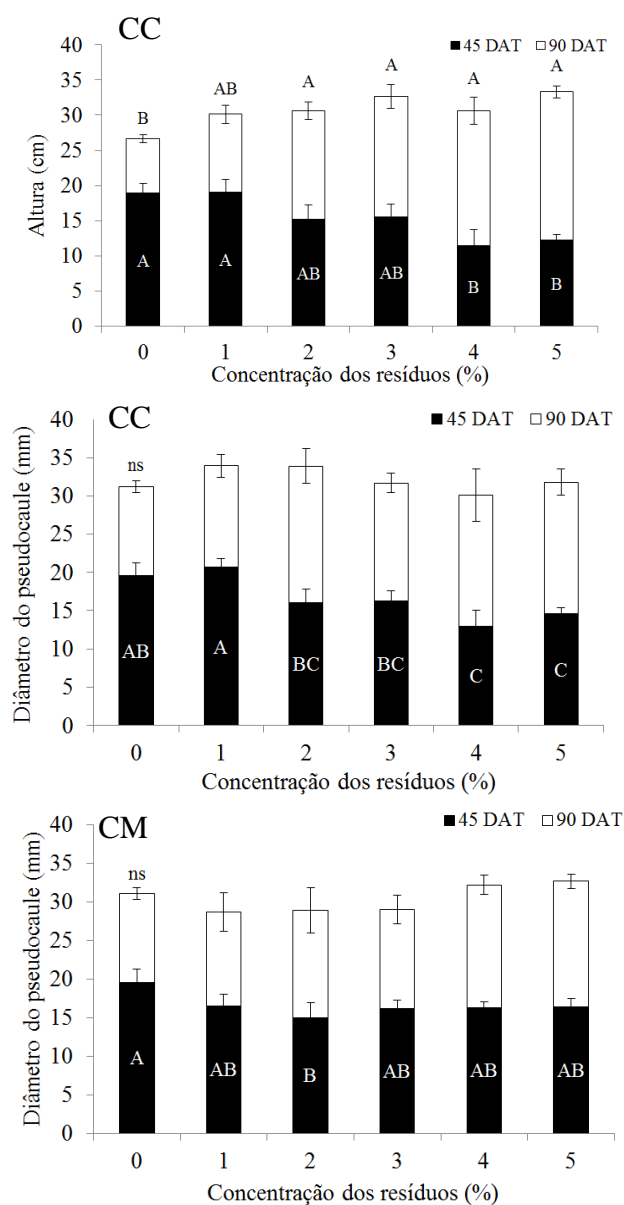 CC
45 DAT 90 DAT
Altura (cm)
40
35
30
25
20
15
10
5
0
B AB A A A A
A A AB AB B B
0 1 2 3 4 5
Concentração dos resíduos (%)
CC
45 DAT 90 DAT
Diâmetro do pseudocaule (mm)
40
35
30
25
20
15
10
5
0
ns
AB A BC BC C C
0 1 2 3 4 5
Concentração dos resíduos (%)
CM
45 DAT 90 DAT
Diâmetro do pseudocaule (mm)
40
35
30
25
20
15
10
5
0
ns
A AB B AB AB AB
0 1 2 3 4 5
Concentração dos resíduos (%)